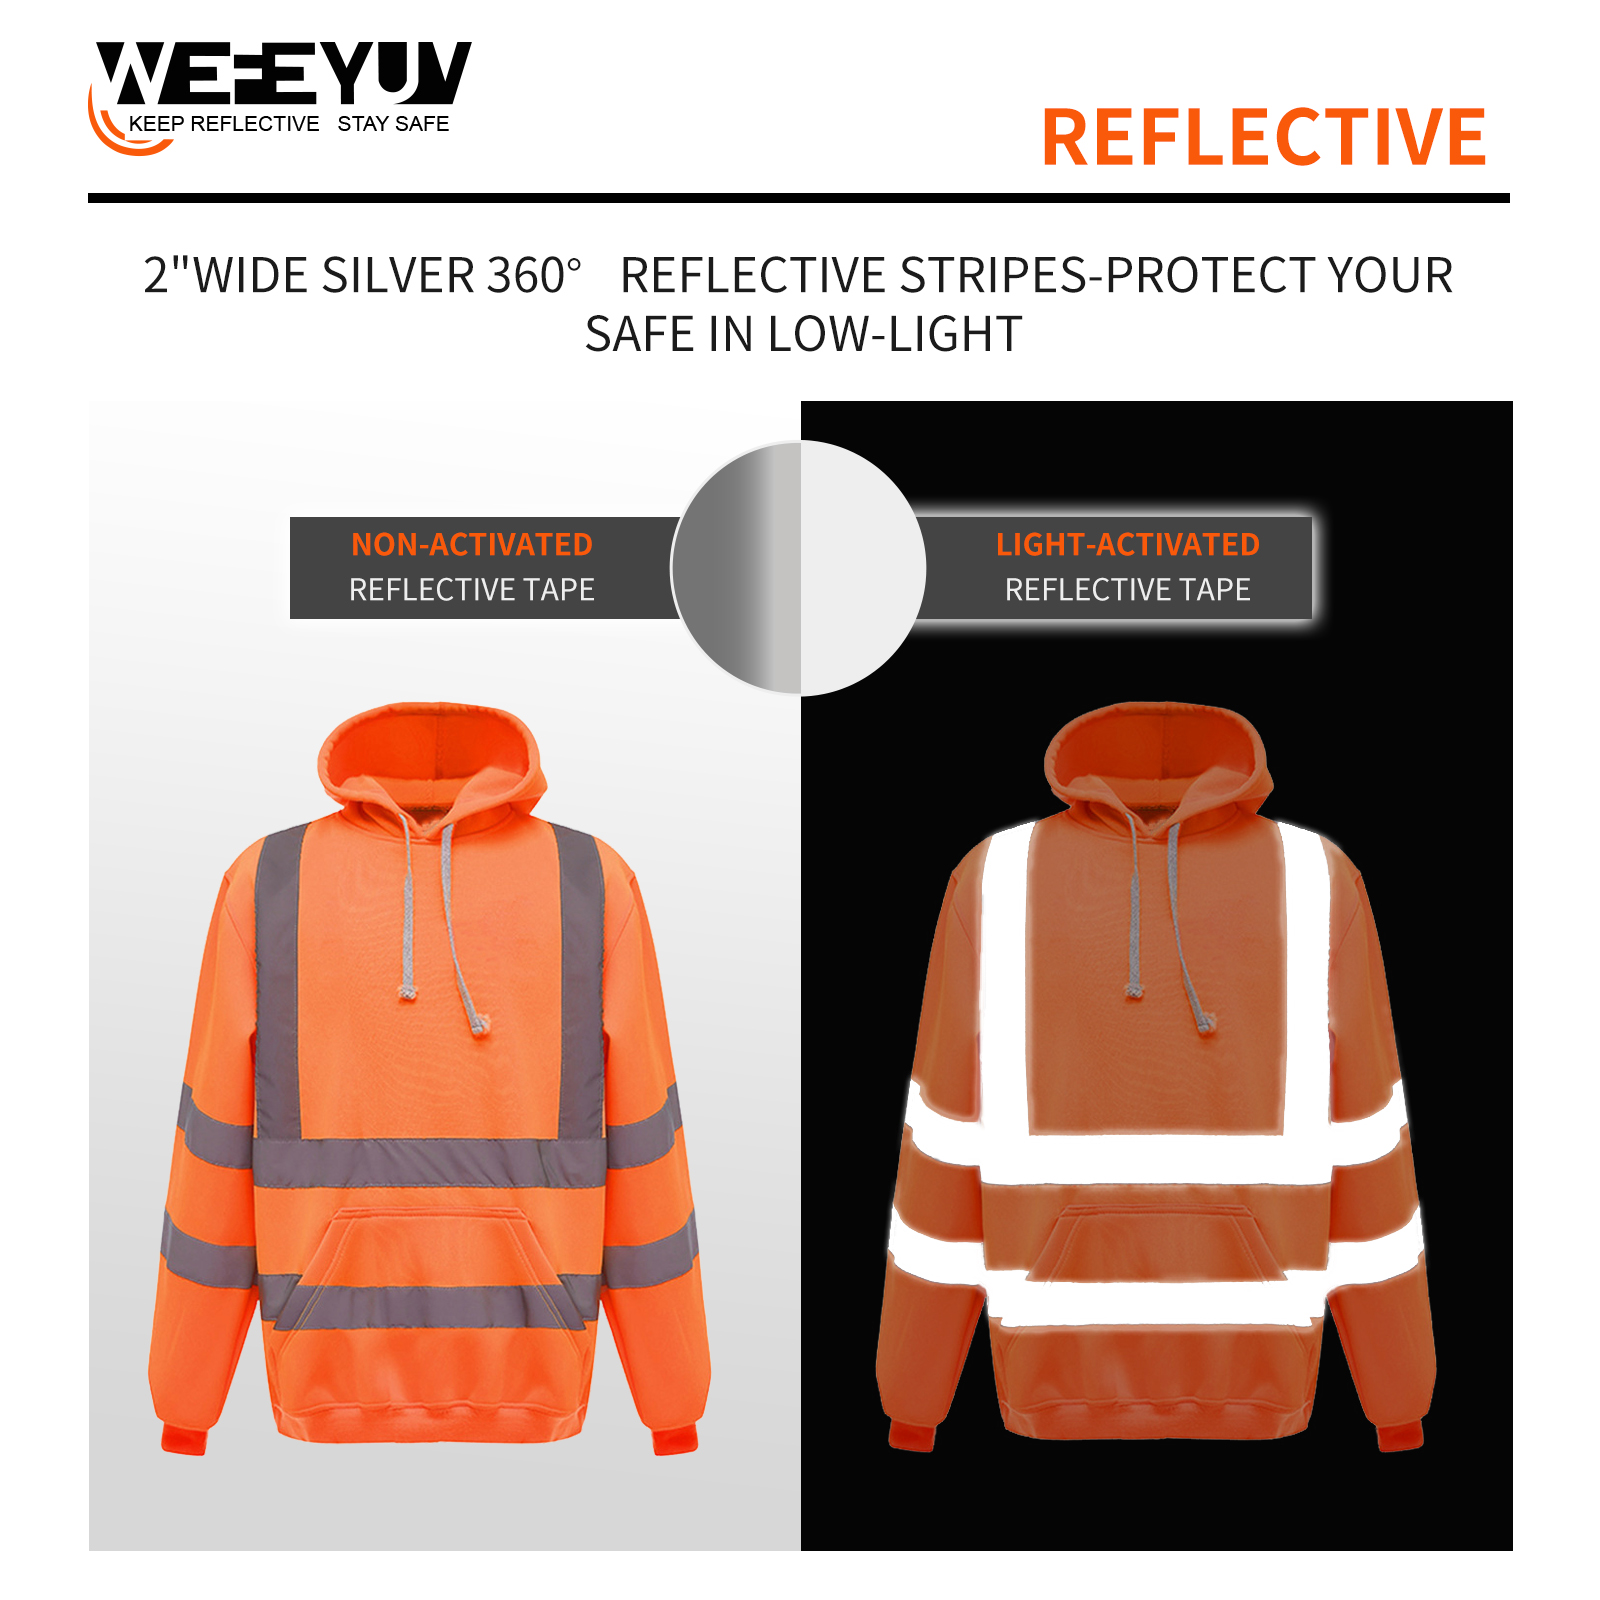 WEFEYUV
KEEP REFLECTIVE STAY SAFE
REFLECTIVE
2"WIDE SILVER 360° REFLECTIVE STRIPES-PROTECT YOUR
SAFE IN LOW-LIGHT
NON-ACTIVATED
REFLECTIVE TAPE
LIGHT-ACTIVATED
REFLECTIVE TAPE